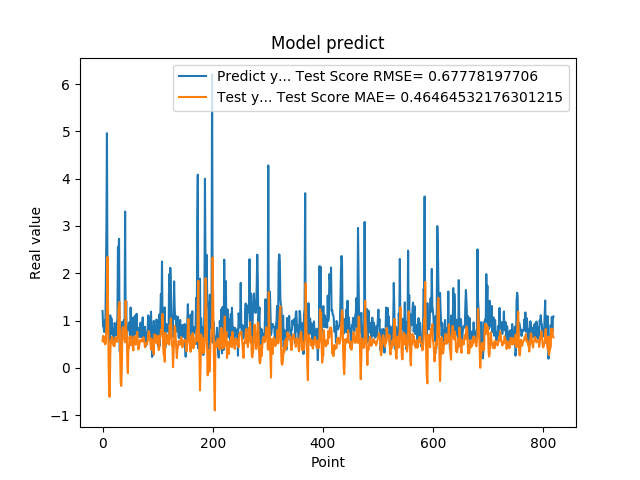 Model predict
Predict y... Test Score RMSE= 0.67778197706
Test y... Test Score MAE= 0.46464532176301215
Real value
6
5
4
3
2
1
0
−1
0 200 400 600 800
Point